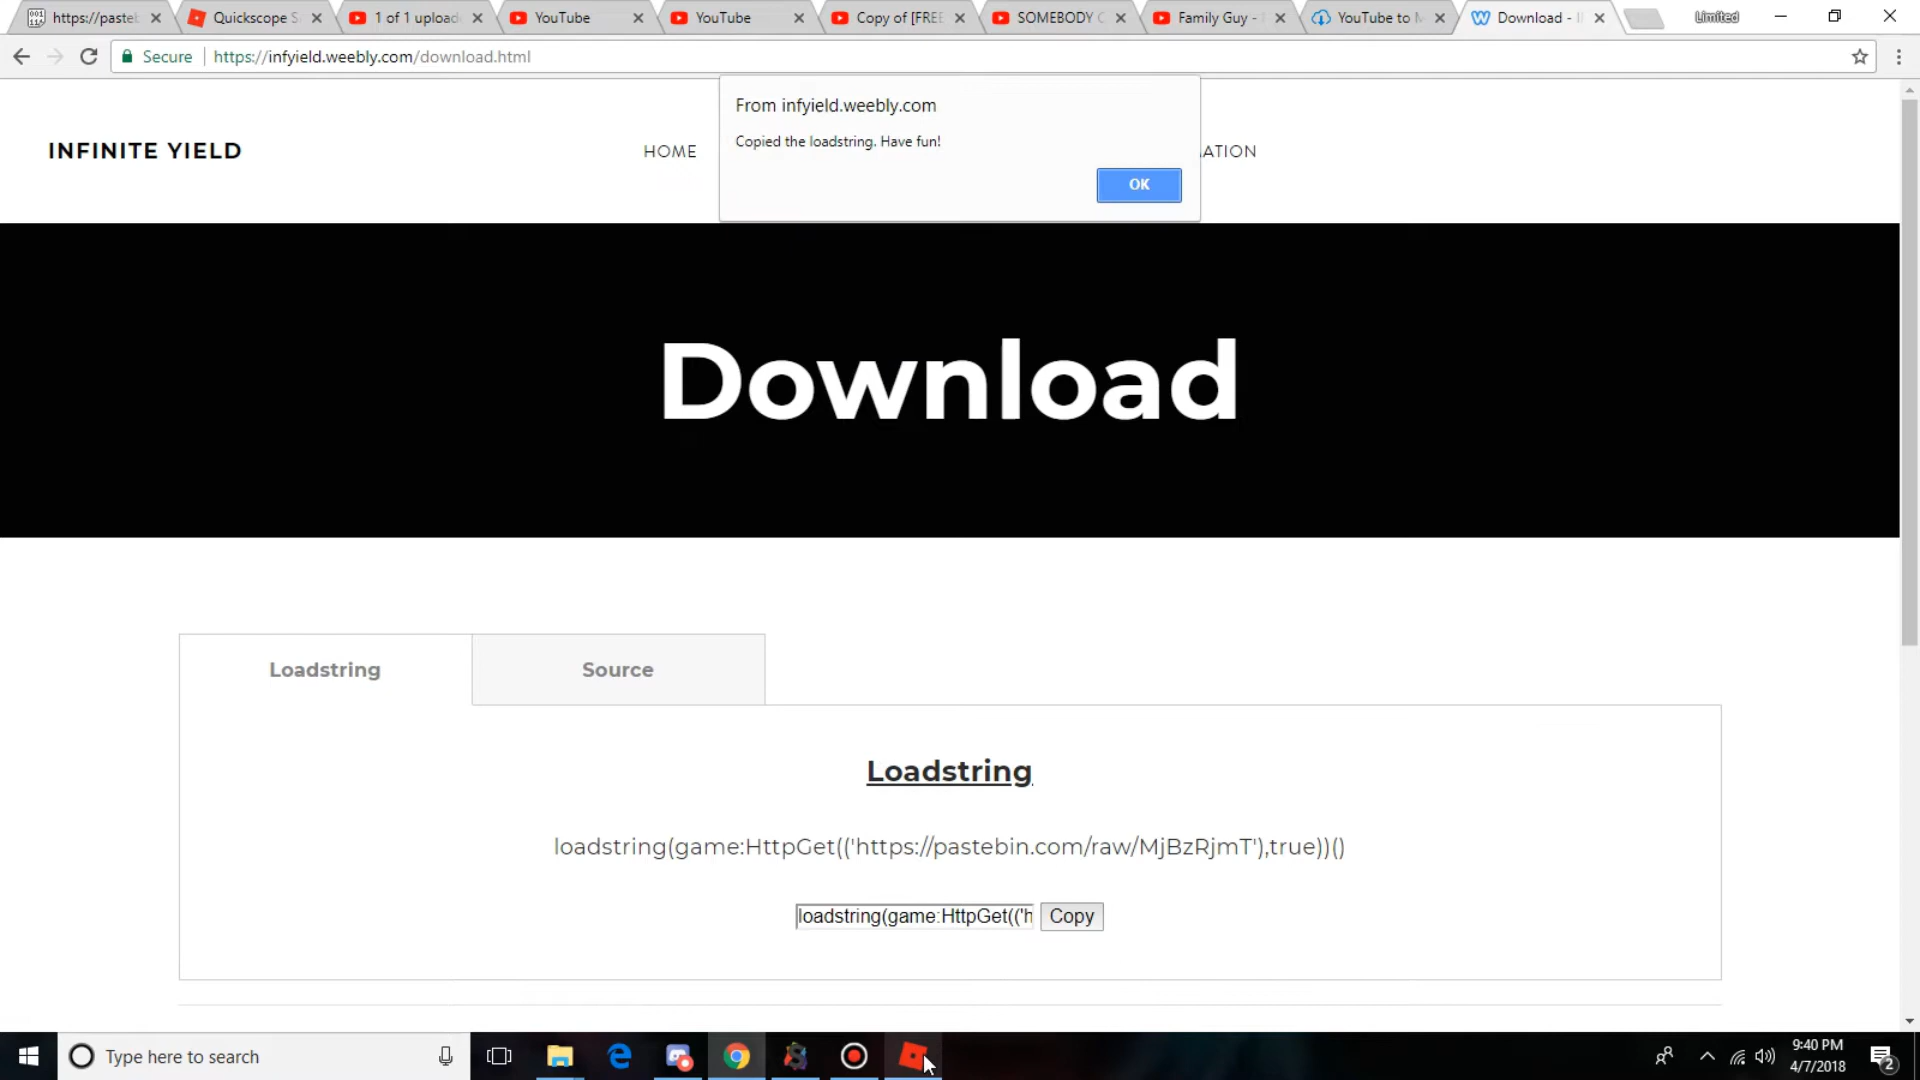 https://paste
Quickscope S
1 of 1 upload
YouTube
YouTube
Copy of [FREE
SOMEBODY
Family Guy -
YouTube to M
Download - I
Limited
Secure
https://infyield.weebly.com/download.html
From infyield.weebly.com
Copied the loadstring. Have fun!
OK
INFINITE YIELD
HOME
ATION
Download
Loadstring
Source
Loadstring
loadstring(game:HttpGet(('https://pastebin.com/raw/MjBzRjmT'),true))()
loadstring(game:HttpGet(('h
Copy
Type here to search
9:40 PM
4/7/2018
2